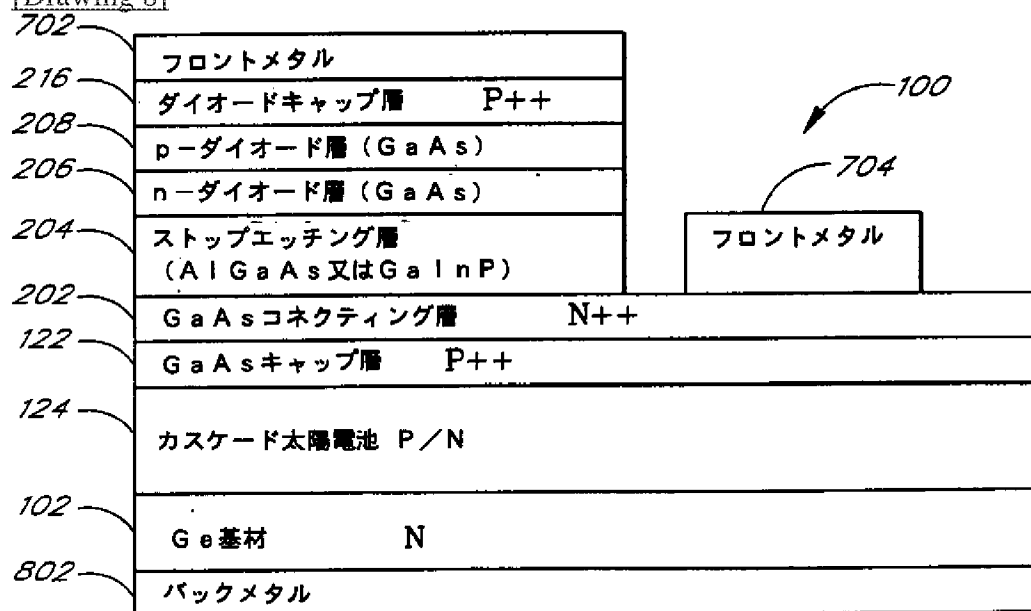 [Drawing 8]
702
フロントメタル
216
ダイオードキャップ層 P++
100
208
p-ダイオード層(GaAs)
206
n-ダイオード層(GaAs)
704
204
ストップエッチング層
(AlGaAs又はGaInP)
フロントメタル
202
GaAsコネクティング層 N++
122
GaAsキャップ層 P++
124
カスケード太陽電池 P/N
102
Ge基材 N
802
バックメタル